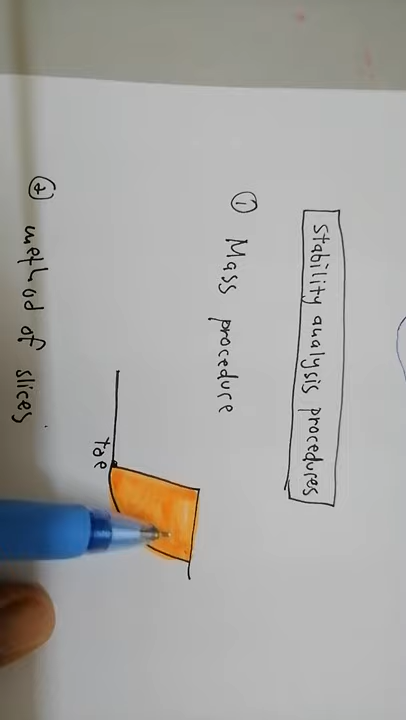 Stability analysis procedures
① Mass procedure
toe
② method of slices